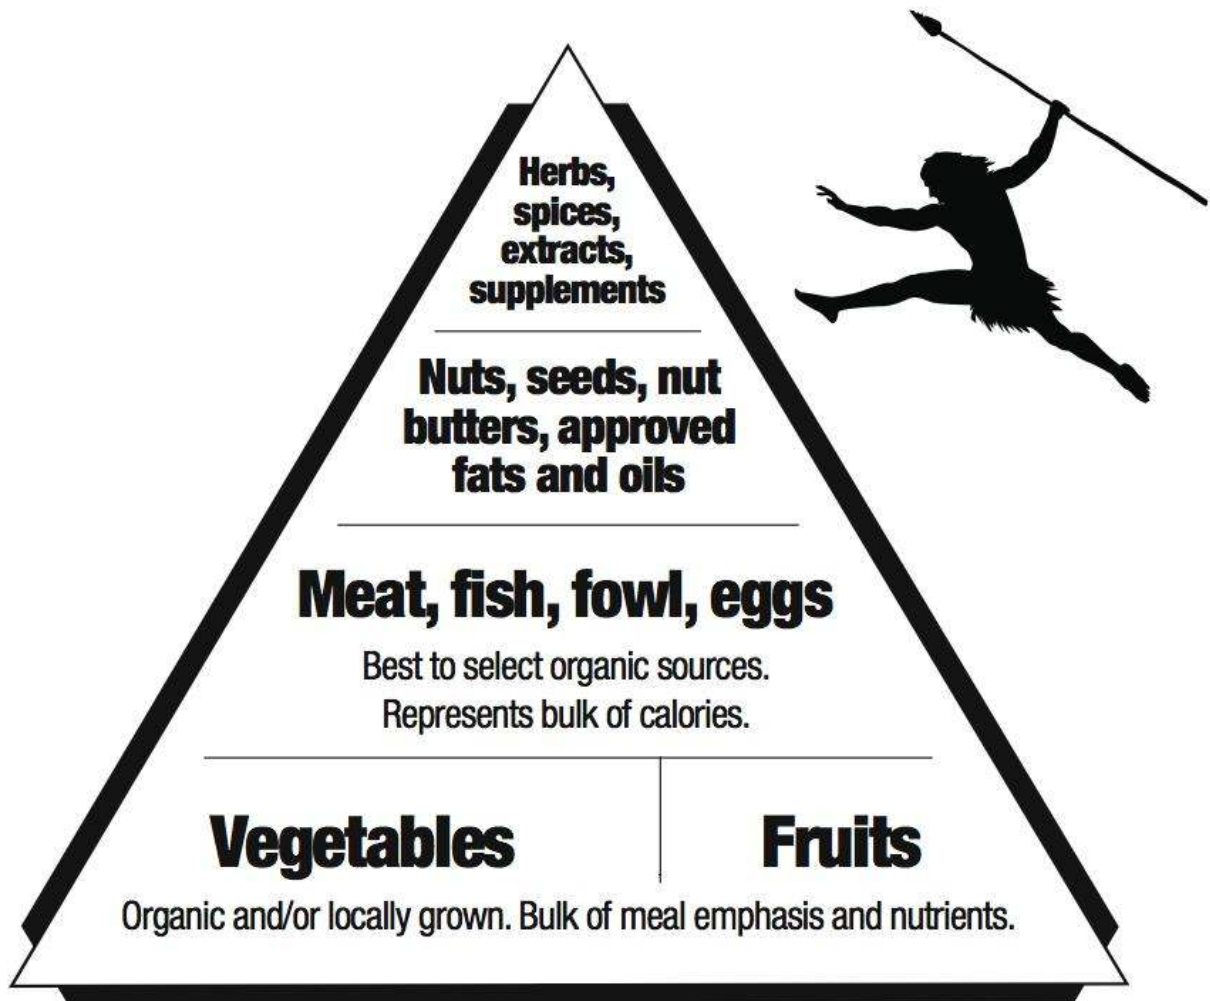 Herbs,
spices,
extracts,
supplements
Nuts, seeds, nut
butters, approved
fats and oils
Meat, fish, fowl, eggs
Best to select organic sources.
Represents bulk of calories.
Vegetables
Fruits
Organic and/or locally grown. Bulk of meal emphasis and nutrients.